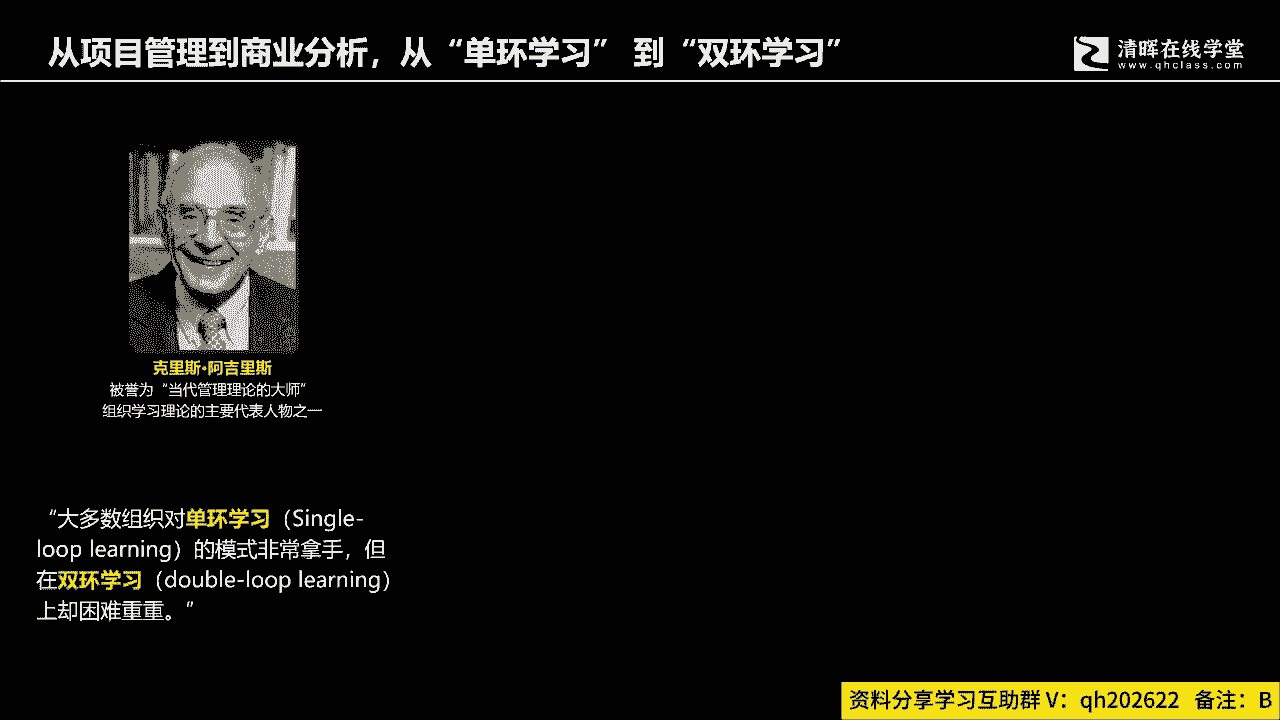 从项目管理到商业分析，从“单环学习” 到“双环学习”
清晖在线学堂
www.qhclass.com
克里斯·阿吉里斯
被誉为“当代管理理论的大师”
组织学习理论的主要代表人物之一
“大多数组织对单环学习（Single-
loop learning）的模式非常拿手，但
在双环学习（double-loop learning）
上却困难重重。”
资料分享学习互助群 V：qh202622 备注：B